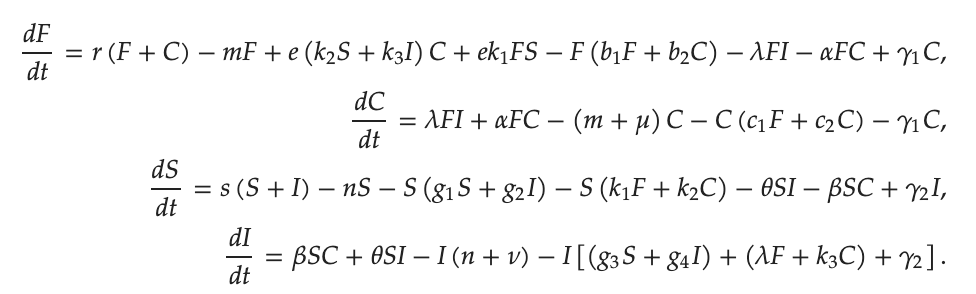 dF/dt = r (F + C) − mF + e (k₂S + k₃I) C + ek₁FS − F (b₁F + b₂C) − λFI − αFC + γ₁C,
dC/dt = λFI + αFC − (m + μ) C − C (c₁F + c₂C) − γ₁C,
dS/dt = s (S + I) − nS − S (g₁S + g₂I) − S (k₁F + k₂C) − θSI − βSC + γ₂I,
dI/dt = βSC + θSI − I (n + ν) − I [(g₃S + g₄I) + (λF + k₃C) + γ₂] .